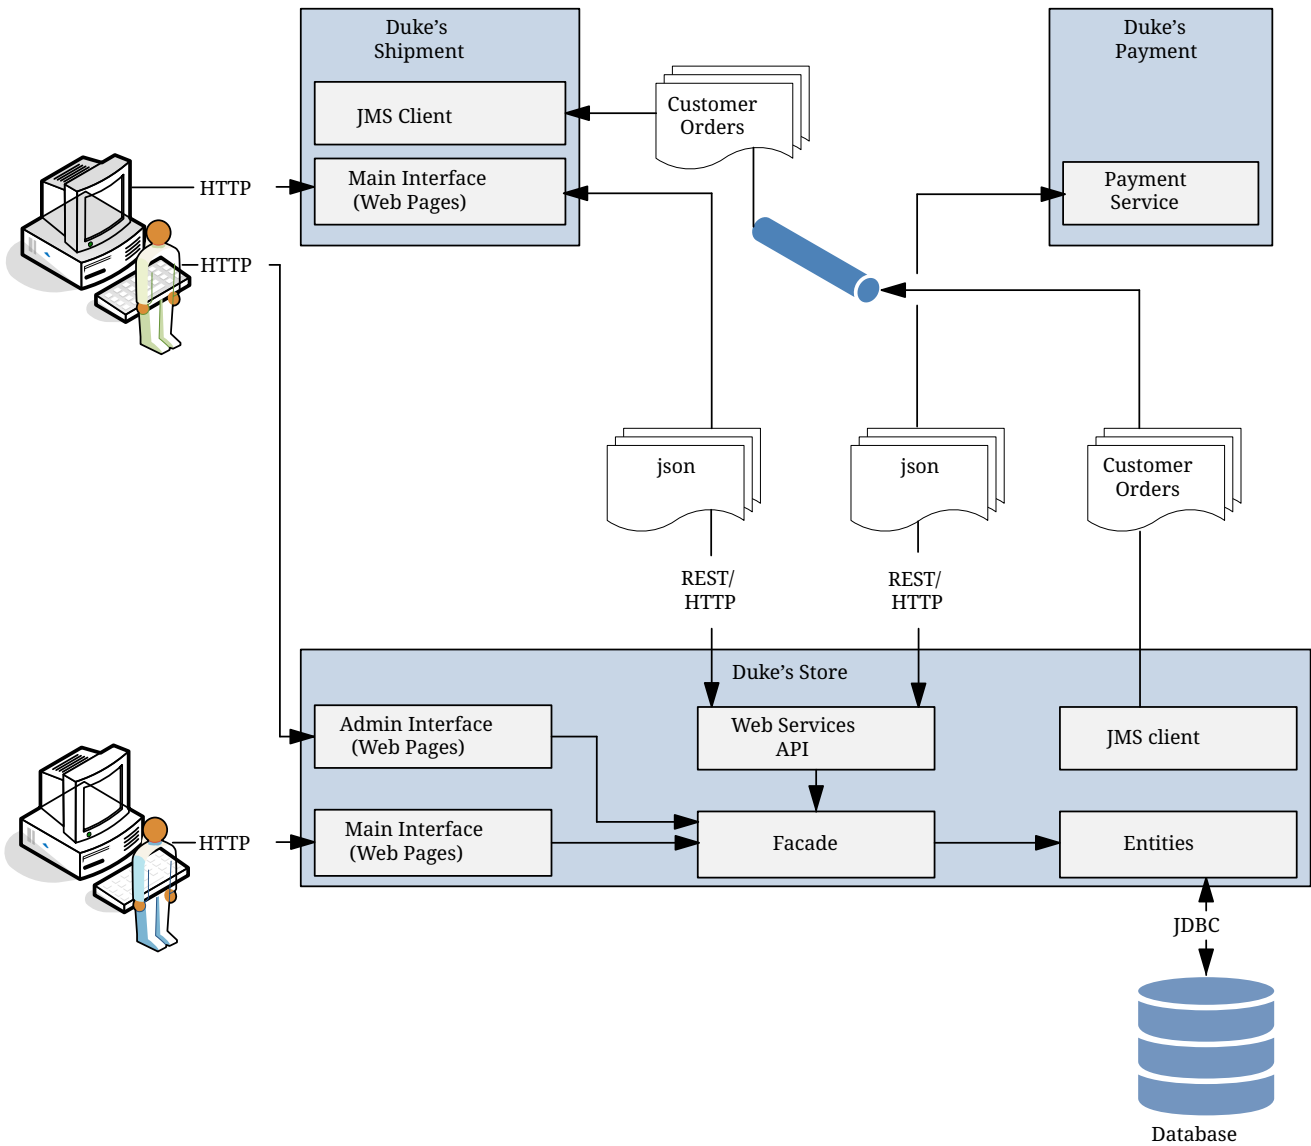 Duke’s
Shipment
JMS Client
Main Interface
(Web Pages)
Customer
Orders
Duke’s
Payment
Payment
Service
HTTP
HTTP
json
json
Customer
Orders
REST/
HTTP
REST/
HTTP
Duke’s Store
Admin Interface
(Web Pages)
Web Services
API
JMS client
HTTP
Main Interface
(Web Pages)
Facade
Entities
JDBC
Database